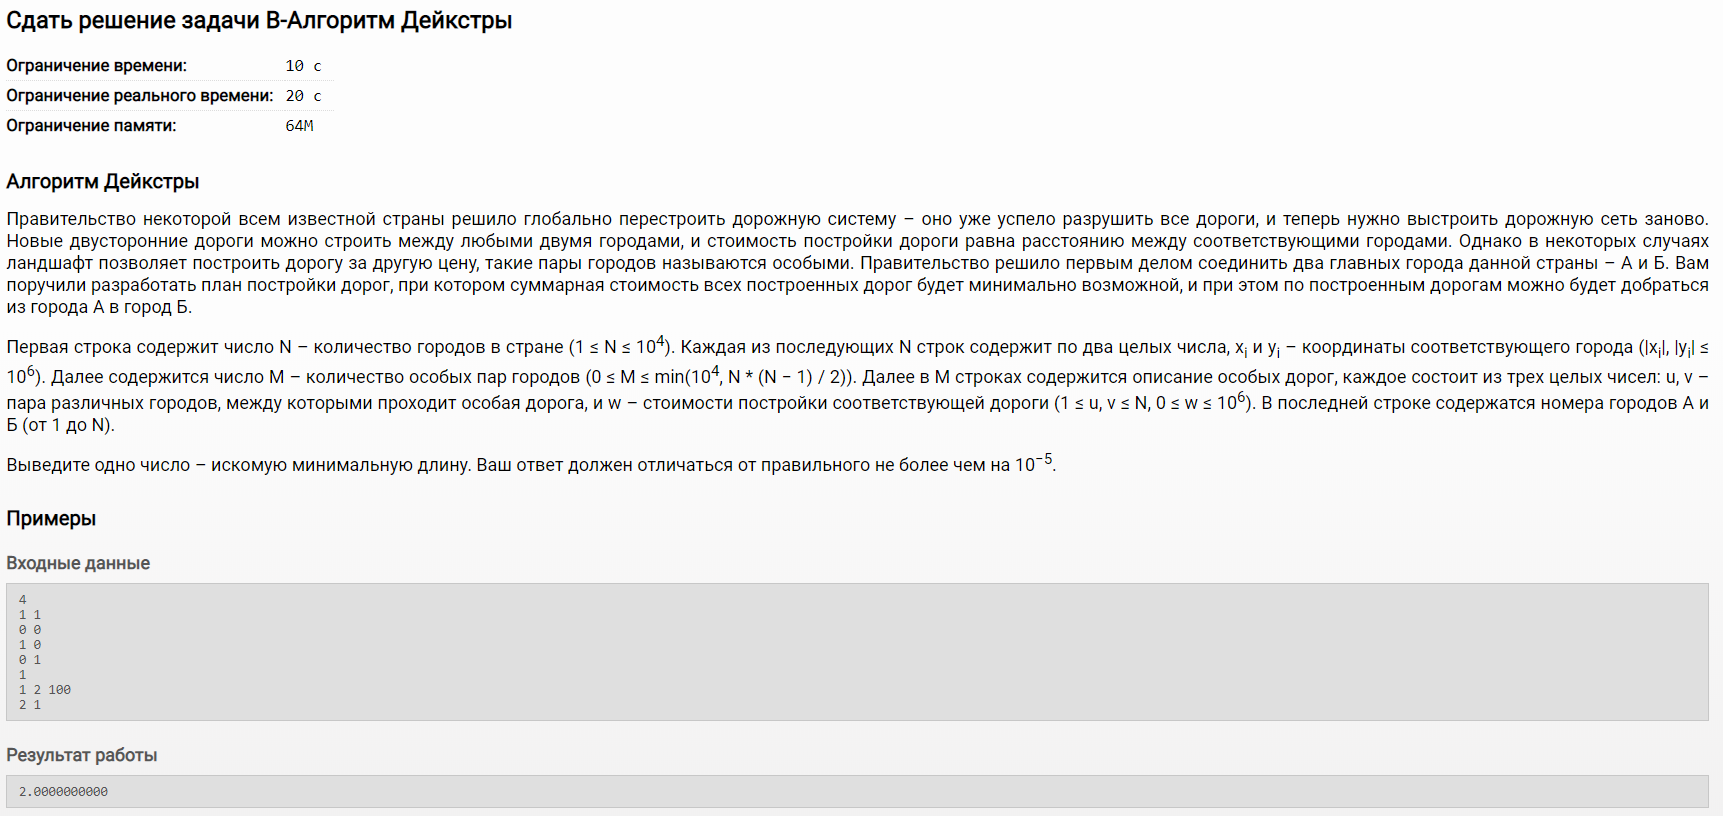 Сдать решение задачи B-Алгоритм Дейкстры
Ограничение времени: 10 с
Ограничение реального времени: 20 с
Ограничение памяти: 64M
Алгоритм Дейкстры
Правительство некоторой всем известной страны решило глобально перестроить дорожную систему – оно уже успело разрушить все дороги, и теперь нужно выстроить дорожную сеть заново.
Новые двусторонние дороги можно строить между любыми двумя городами, и стоимость постройки дороги равна расстоянию между соответствующими городами. Однако в некоторых случаях
ландшафт позволяет построить дорогу за другую цену, такие пары городов называются особыми. Правительство решило первым делом соединить два главных города данной страны – А и Б. Вам
поручили разработать план постройки дорог, при котором суммарная стоимость всех построенных дорог будет минимально возможной, и при этом по построенным дорогам можно будет добраться
из города А в город Б.
Первая строка содержит число N – количество городов в стране (1 ≤ N ≤ 10^4). Каждая из последующих N строк содержит по два целых числа, x_i и y_i – координаты соответствующего города (|x_i|, |y_i| ≤
10^6). Далее содержится число M – количество особых пар городов (0 ≤ M ≤ min(10^4, N * (N − 1) / 2)). Далее в M строках содержится описание особых дорог, каждое состоит из трех целых чисел: u, v –
пара различных городов, между которыми проходит особая дорога, и w – стоимости постройки соответствующей дороги (1 ≤ u, v ≤ N, 0 ≤ w ≤ 10^6). В последней строке содержатся номера городов А и
Б (от 1 до N).
Выведите одно число – искомую минимальную длину. Ваш ответ должен отличаться от правильного не более чем на 10^−5.
Примеры
Входные данные
4
1 1
0 0
1 0
0 1
1
1 2 100
2 1
Результат работы
2.0000000000